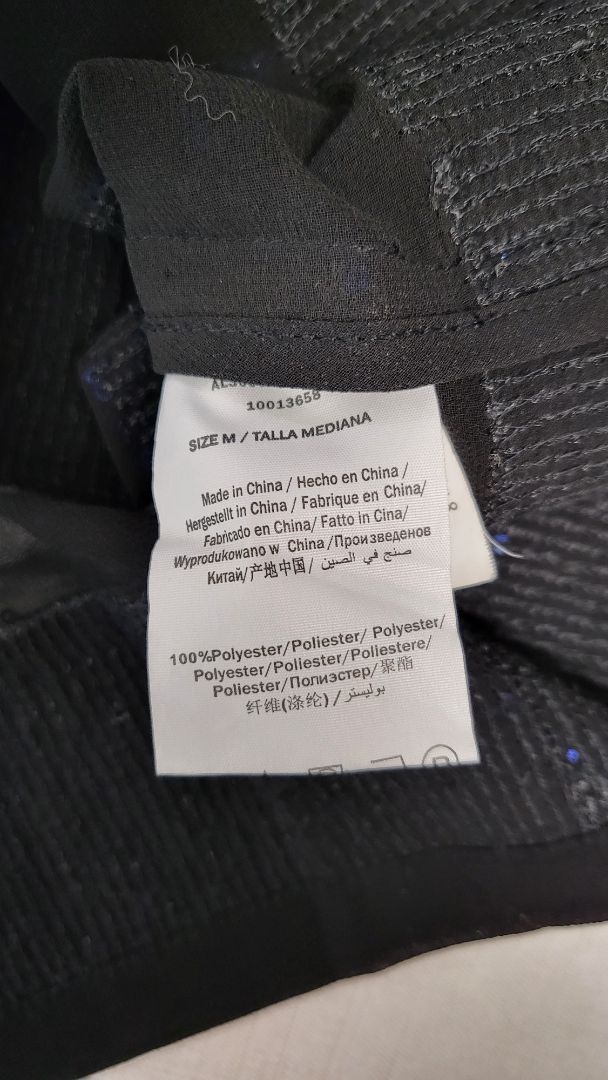 10013658
SIZE M / TALLA MEDIANA
Made in China / Hecho en China /
Hergestellt in China / Fabrique en China/
Fabricado en China/ Fatto in Cina/
Wyprodukowano w China /Произведенов
Китай/产地中国/ صنع في الصين
100%Polyester/Poliester/ Polyester/
Polyester/Poliester/Poliestere/
Poliester/Полиэстер/聚酯
纤维(涤纶) / بوليستر